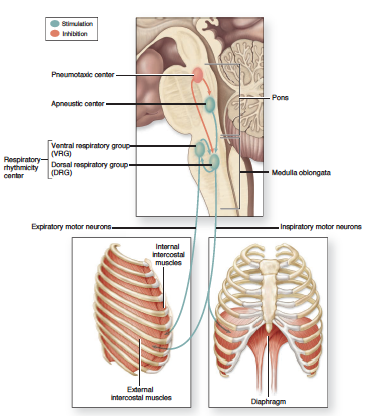 Stimulation
Inhibition
Pneumotaxic center
Apneustic center
Pons
Ventral respiratory group
(VRG)
Dorsal respiratory group
(DRG)
Respiratory
rhythmicity
center
Medulla oblongata
Expiratory motor neurons
Inspiratory motor neurons
Internal
intercostal
muscles
External
intercostal muscles
Diaphragm